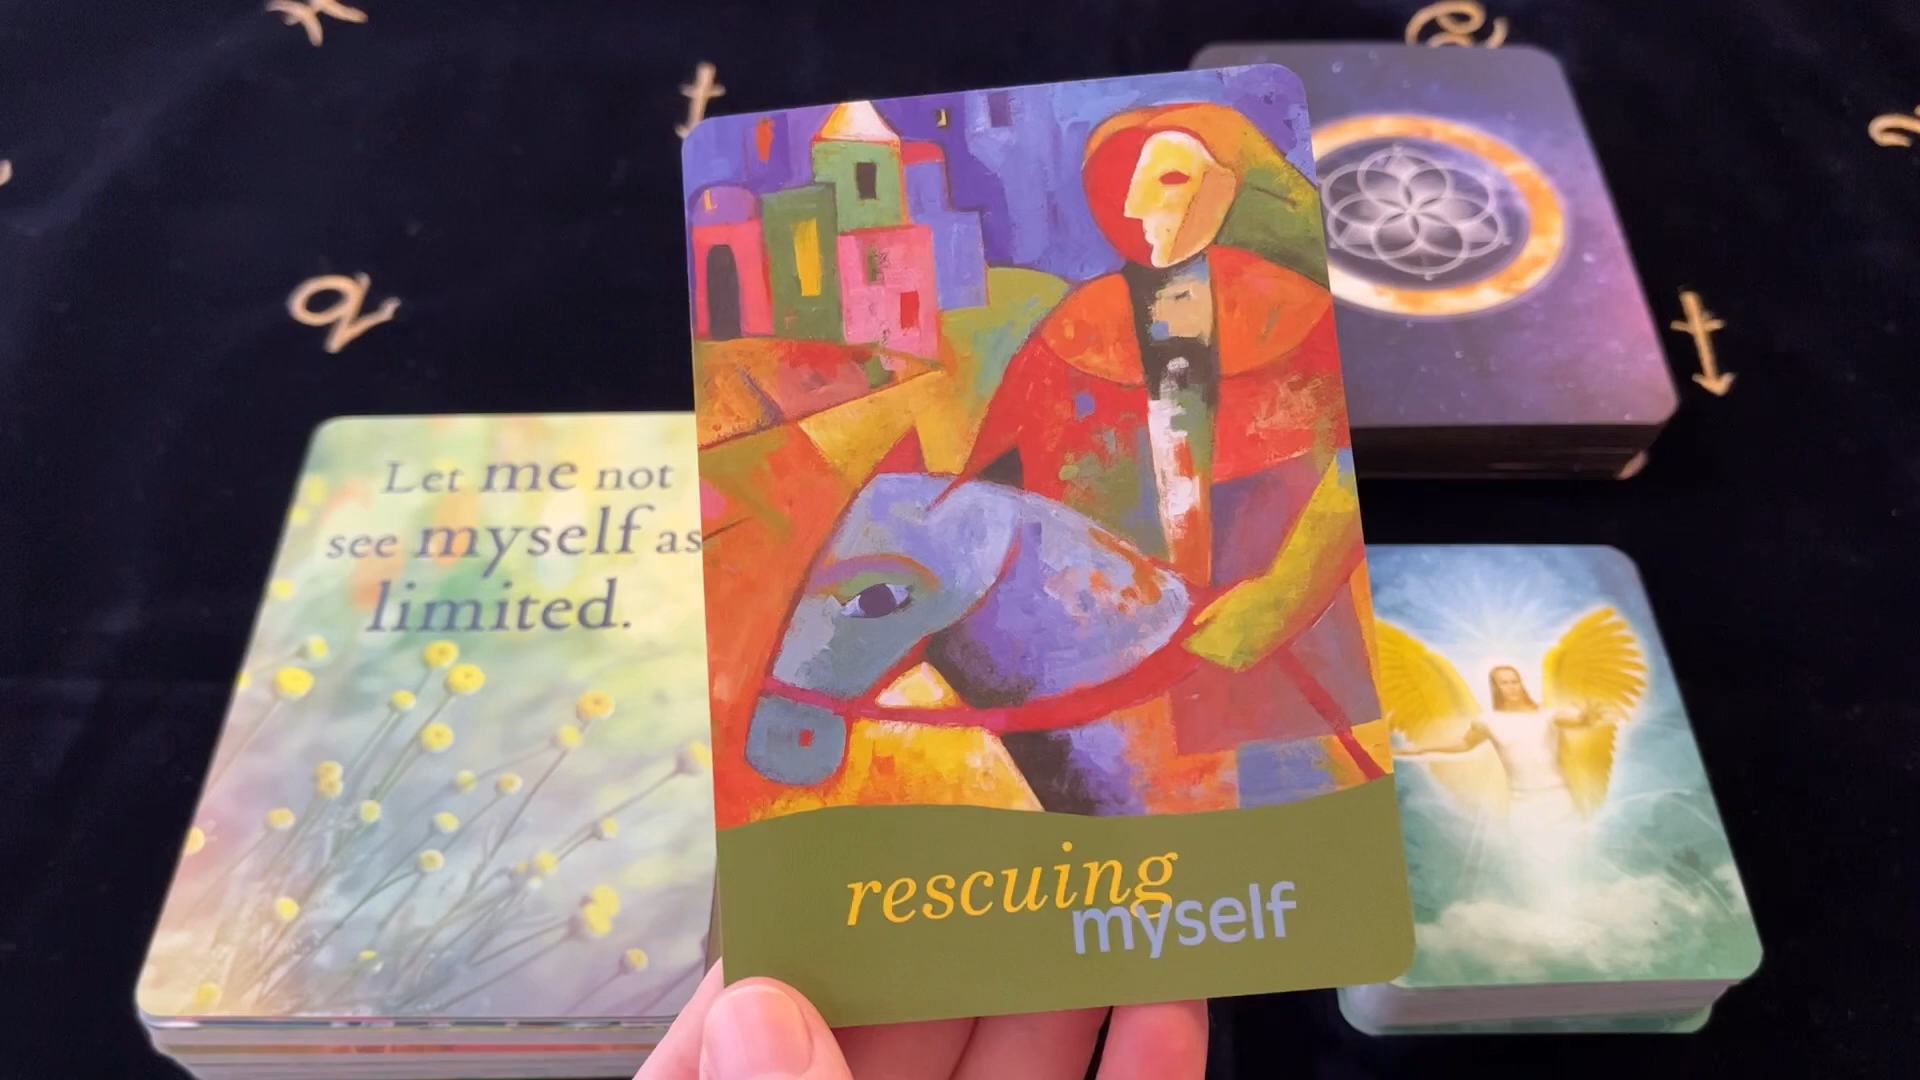 Let me not
see myself as
limited.
rescuing
myself